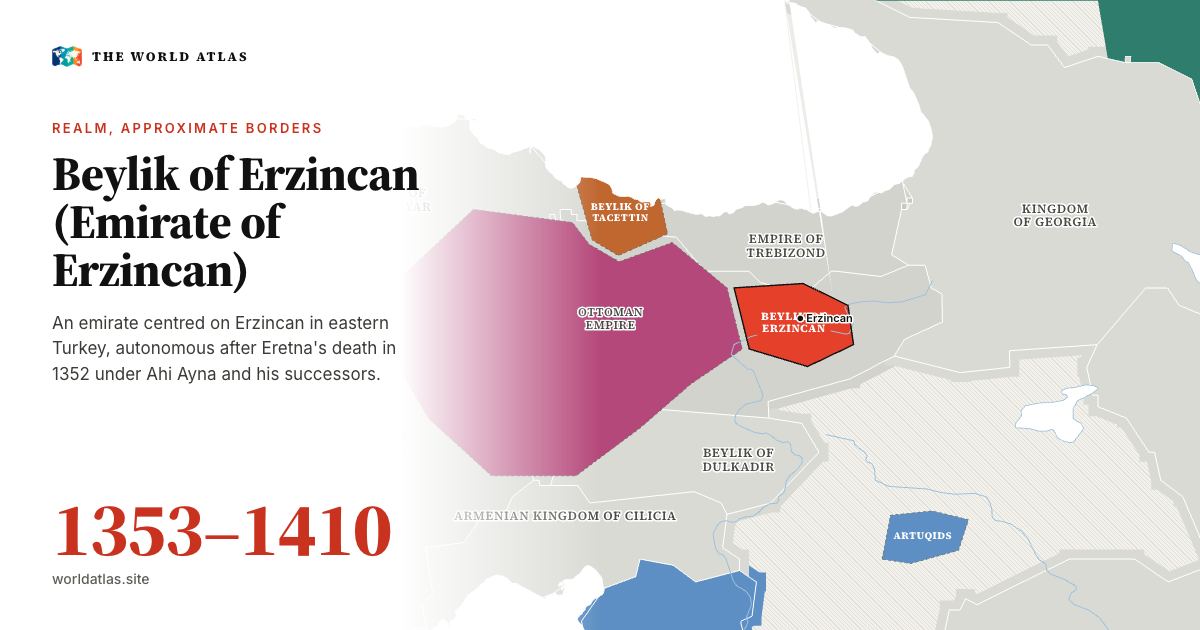 THE WORLD ATLAS
REALM, APPROXIMATE BORDERS
Beylik of Erzincan
(Emirate of
Erzincan)
An emirate centred on Erzincan in eastern
Turkey, autonomous after Eretna's death in
1352 under Ahi Ayna and his successors.
1353–1410
worldatlas.site
BEYLIK OF
TACETTIN
EMPIRE OF
TREBIZOND
KINGDOM
OF GEORGIA
OTTOMAN
EMPIRE
ERZINCAN
Erzincan
BEYLIK OF
DULKADIR
ARMENIAN KINGDOM OF CILICIA
ARTUQIDS